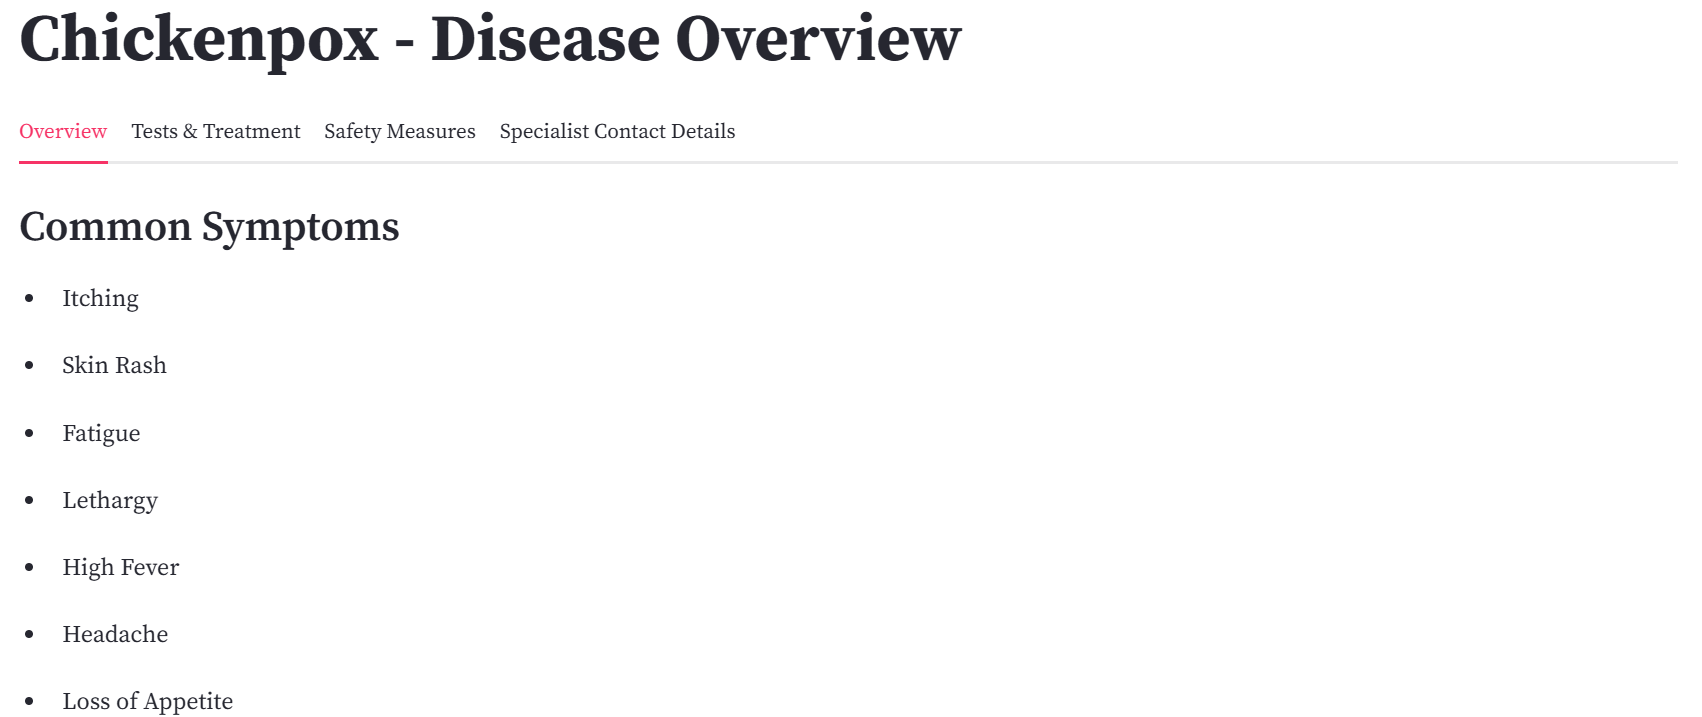 Chickenpox - Disease Overview
Overview Tests & Treatment Safety Measures Specialist Contact Details
Common Symptoms
• Itching
• Skin Rash
• Fatigue
• Lethargy
• High Fever
• Headache
• Loss of Appetite